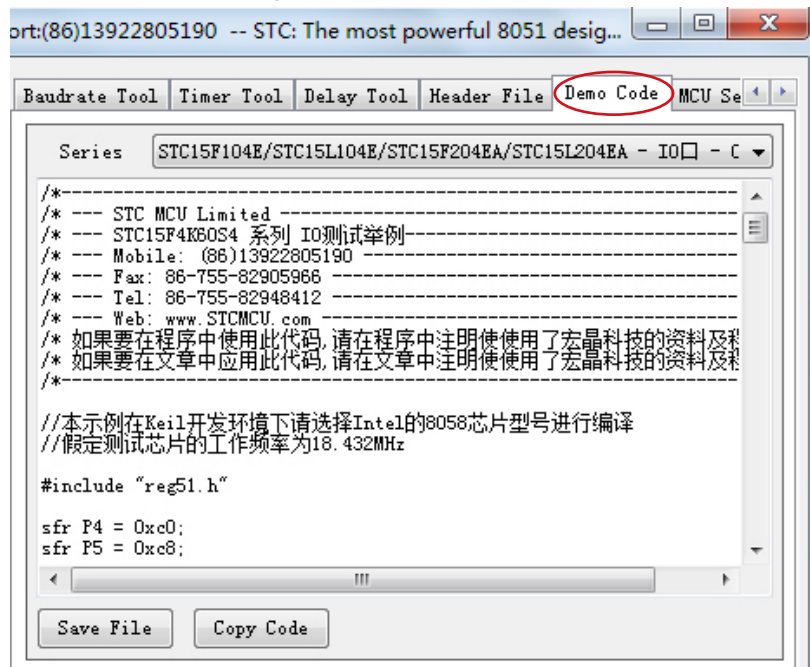 ort:(86)13922805190 -- STC: The most powerful 8051 desig...
Baudrate Tool Timer Tool Delay Tool Header File Demo Code MCU Se
Series STC15F104E/STC15L104E/STC15F204EA/STC15L204EA - IO口 - C
/*---------------------------------------------------------------
/* --- STC MCU Limited ------------------------------------------
/* --- STC15F4K60S4 系列 IO测试举例---------------------------------
/* --- Mobile: (86)13922805190 ----------------------------------
/* --- Fax: 86-755-82905966 -------------------------------------
/* --- Tel: 86-755-82948412 -------------------------------------
/* --- Web: www.STCMCU.com --------------------------------------
/* 如果要在程序中使用此代码,请在程序中注明使使用了宏晶科技的资料及程
/* 如果要在文章中应用此代码,请在文章中注明使使用了宏晶科技的资料及程
/*---------------------------------------------------------------
//本示例在Keil开发环境下请选择Intel的8058芯片型号进行编译
//假定测试芯片的工作频率为18.432MHz
#include "reg51.h"
sfr P4 = 0xc0;
sfr P5 = 0xc8;
Save File Copy Code